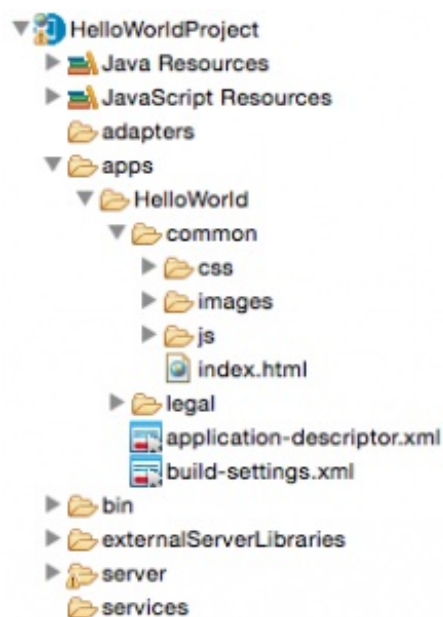 HelloWorldProject
Java Resources
JavaScript Resources
adapters
apps
HelloWorld
common
css
images
js
index.html
legal
application-descriptor.xml
build-settings.xml
bin
externalServerLibraries
server
services